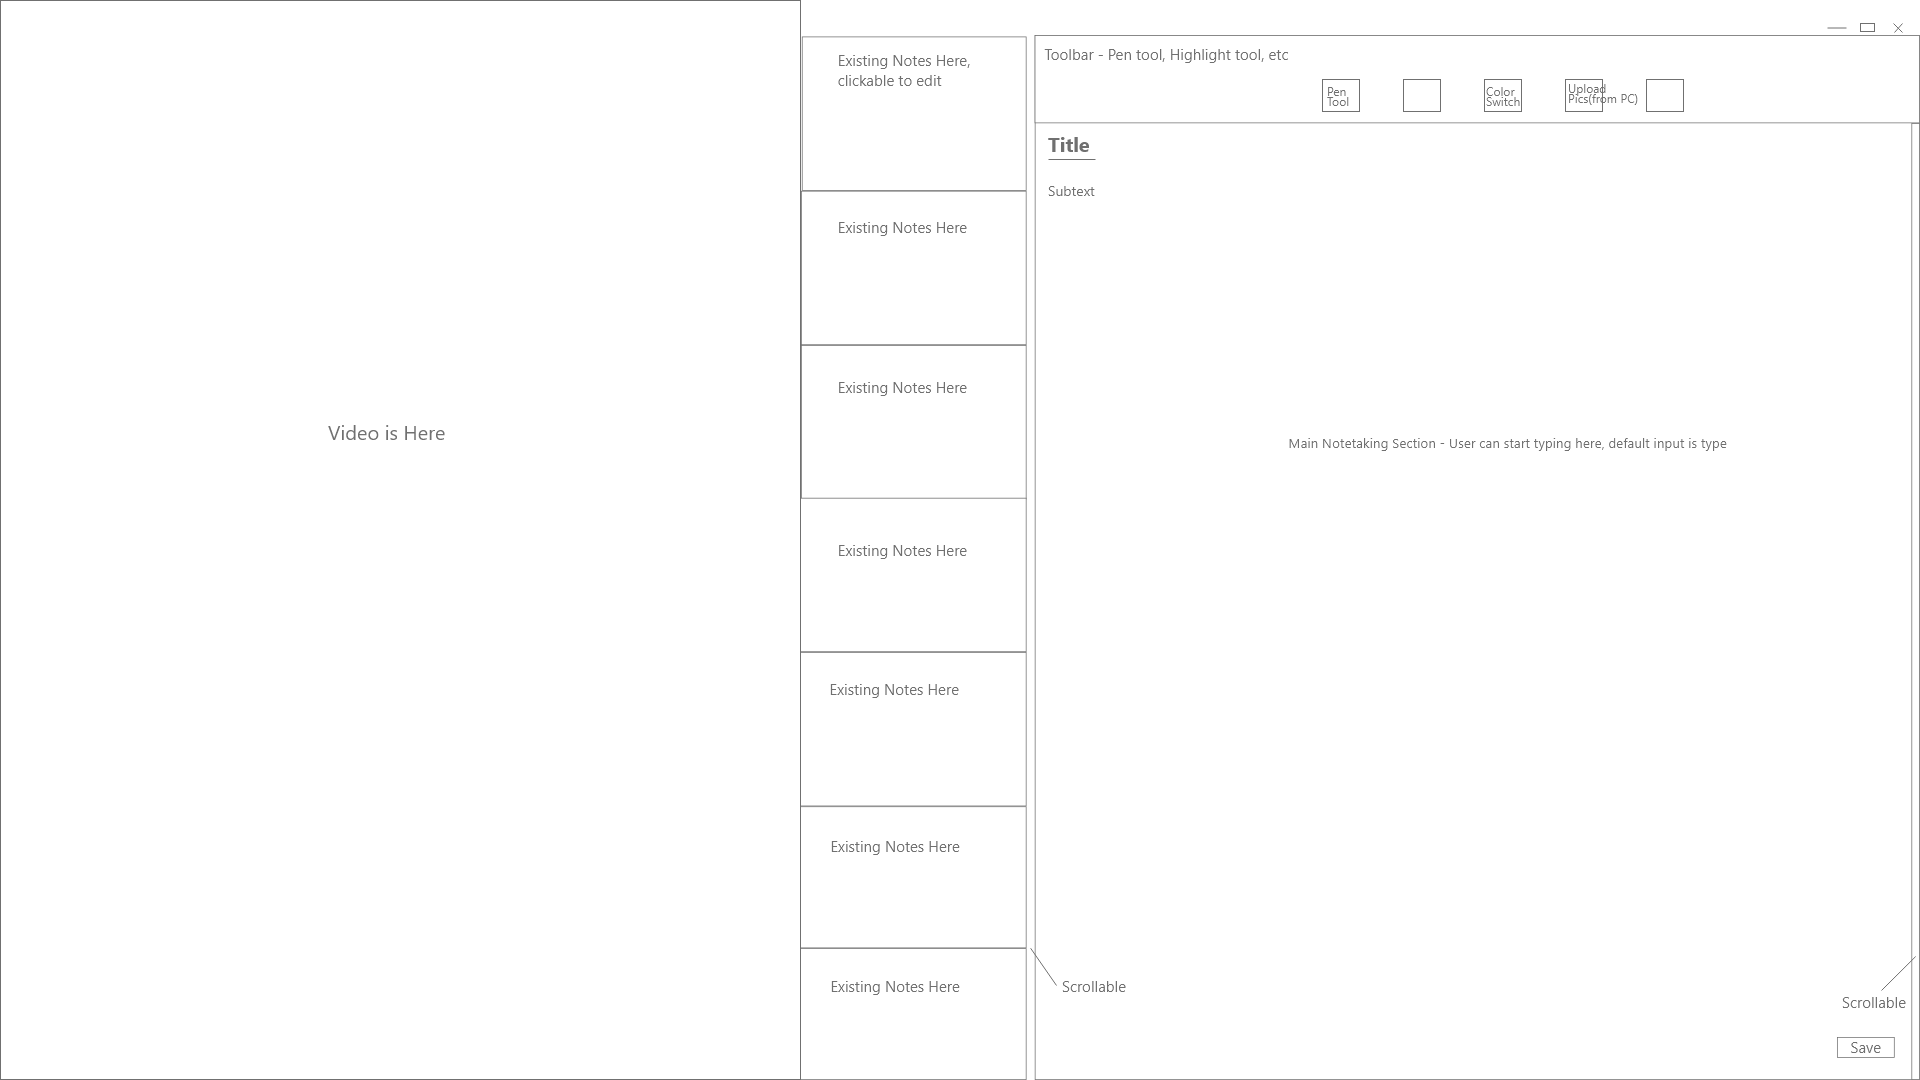 Video is Here
Existing Notes Here,
clickable to edit
Existing Notes Here
Existing Notes Here
Existing Notes Here
Existing Notes Here
Existing Notes Here
Existing Notes Here
Toolbar - Pen tool, Highlight tool, etc
Pen
Tool
Color
Switch
Upload
Pics(from PC)
Title
Subtext
Main Notetaking Section - User can start typing here, default input is type
Scrollable
Scrollable
Save